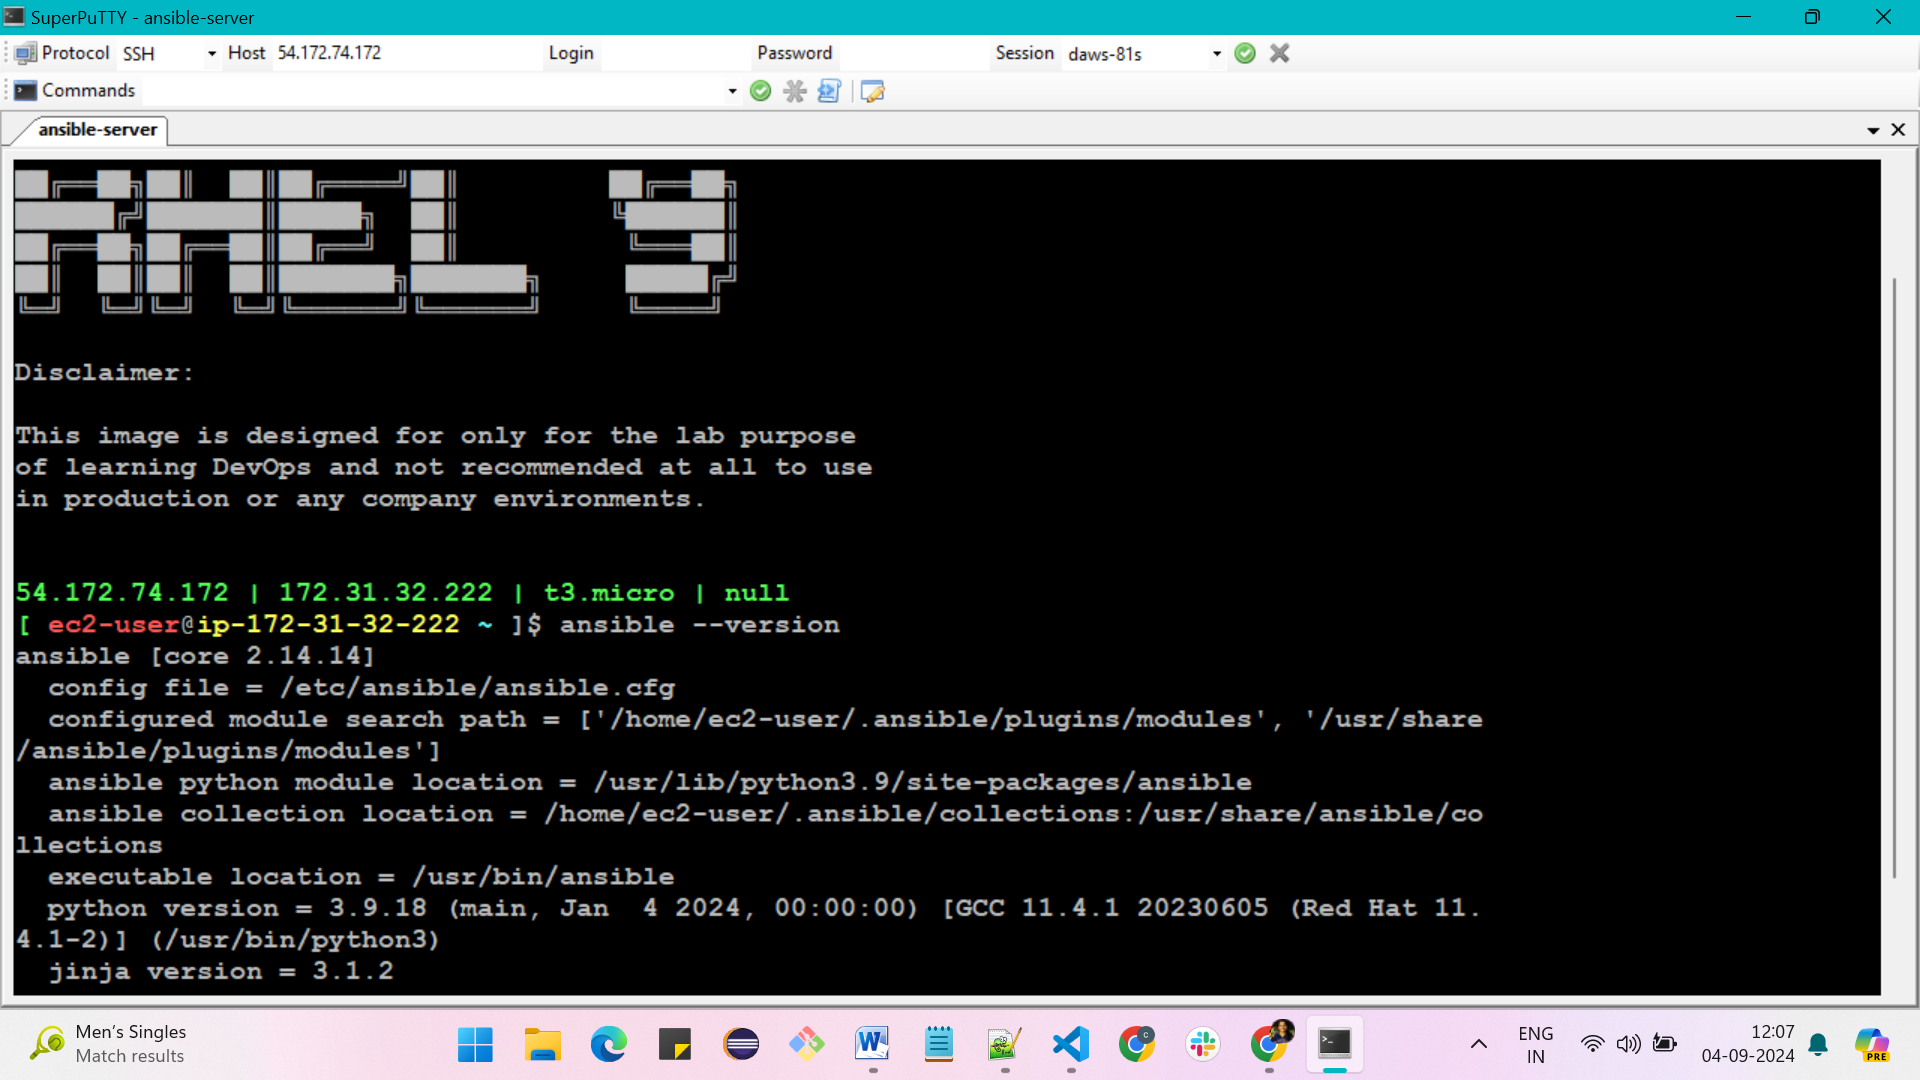 SuperPuTTY - ansible-server
Protocol SSH Host 54.172.74.172 Login Password Session daws-81s
Commands
ansible-server
RHEL 9
Disclaimer:
This image is designed for only for the lab purpose
of learning DevOps and not recommended at all to use
in production or any company environments.
54.172.74.172 | 172.31.32.222 | t3.micro | null
[ ec2-user@ip-172-31-32-222 ~ ]$ ansible --version
ansible [core 2.14.14]
  config file = /etc/ansible/ansible.cfg
  configured module search path = ['/home/ec2-user/.ansible/plugins/modules', '/usr/share
/ansible/plugins/modules']
  ansible python module location = /usr/lib/python3.9/site-packages/ansible
  ansible collection location = /home/ec2-user/.ansible/collections:/usr/share/ansible/co
llections
  executable location = /usr/bin/ansible
  python version = 3.9.18 (main, Jan  4 2024, 00:00:00) [GCC 11.4.1 20230605 (Red Hat 11.
4.1-2)] (/usr/bin/python3)
  jinja version = 3.1.2
Men's Singles
Match results
ENG
IN
12:07
04-09-2024
PRE